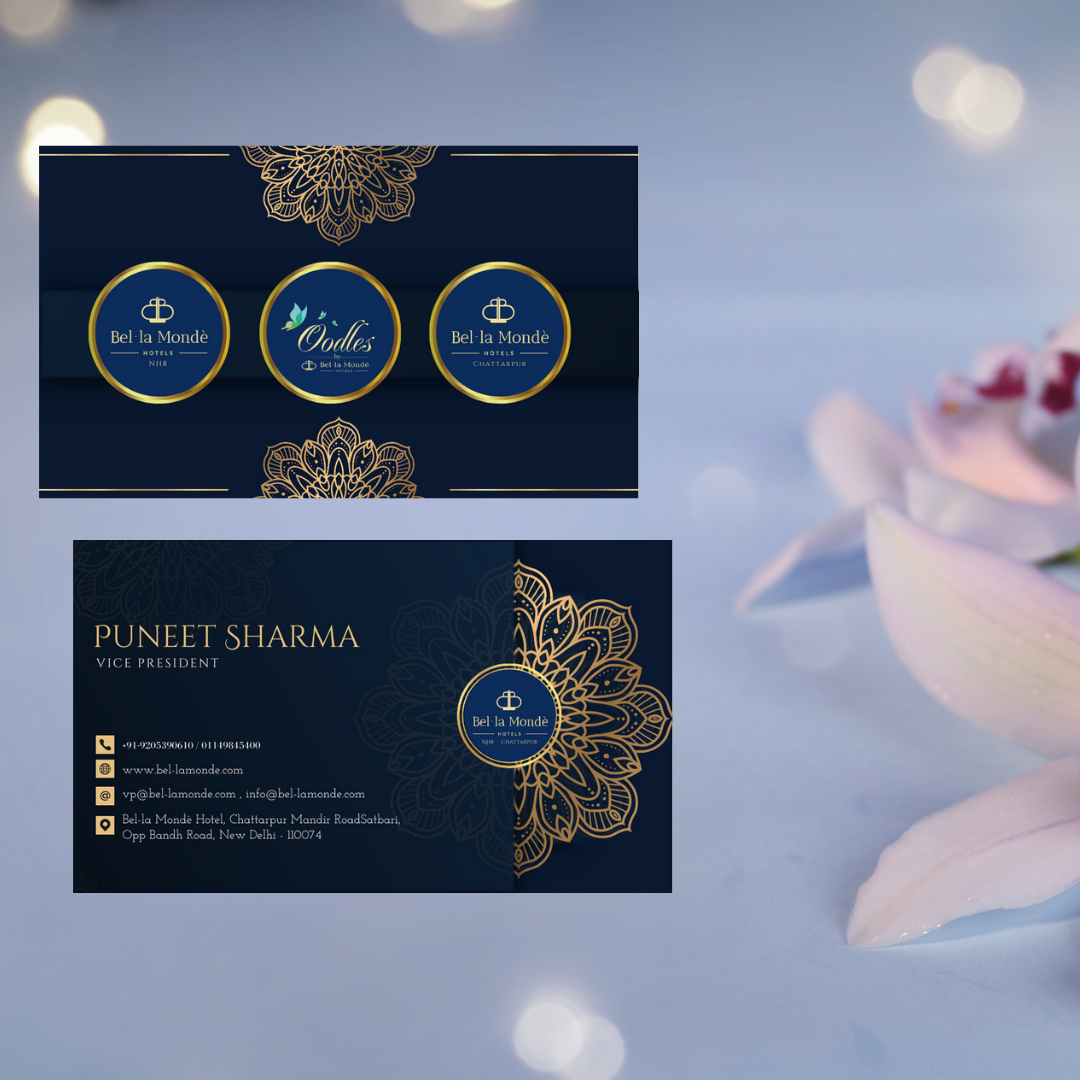 Bel-la Mondè
HOTELS
NH8
Oodles
by
Bel-la Mondè
HOTELS
Bel-la Mondè
HOTELS
CHATTARPUR
PUNEET SHARMA
VICE PRESIDENT
+91-9205390610 / 01149845400
www.bel-lamonde.com
vp@bel-lamonde.com , info@bel-lamonde.com
Bel-la Mondè Hotel, Chattarpur Mandir RoadSatbari,
Opp Bandh Road, New Delhi - 110074
Bel-la Mondè
HOTELS
NH8 - CHATTARPUR